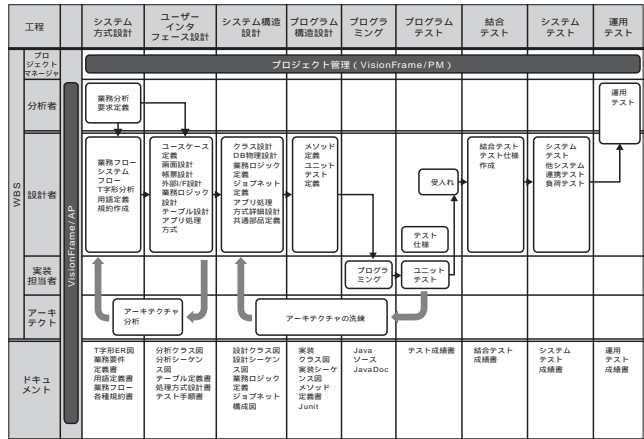 工程
システム
方式設計
ユーザー
インタ
フェース設計
システム構造
設計
プログラム
構造設計
プログラ
ミング
プログラム
テスト
結合
テスト
システム
テスト
運用
テスト
プロ
ジェクト
マネージャ
プロジェクト管理（VisionFrame/PM）
WBS
VisionFrame/AP
分析者
業務分析
要求定義
運用
テスト
設計者
業務フロー
システム
フロー
T字形分析
用語定義
規約作成
ユースケース
定義
画面設計
帳票設計
外部I/F設計
業務ロジック
設計
テーブル設計
アプリ処理
方式
クラス設計
DB物理設計
業務ロジック
定義
ジョブネット
定義
アプリ処理
方式詳細設計
共通部品定義
メソッド
定義
ユニット
テスト
定義
受入れ
テスト
仕様
結合テスト
テスト仕様
作成
システム
テスト
他システム
連携テスト
負荷テスト
実装
担当者
プログラ
ミング
ユニット
テスト
アーキ
テクト
アーキテクチャ
分析
アーキテクチャの洗練
ドキュ
メント
T字形ER図
業務要件
定義書
用語定義書
業務フロー
各種規約書
分析クラス図
分析シーケン
ス図
テーブル定義書
処理方式設計書
テスト手順書
設計クラス図
設計シーケン
ス図
業務ロジック
定義
ジョブネット
構成図
実装
クラス図
実装シーケ
ンス図
メソッド
定義書
Junit
Java
ソース
JavaDoc
テスト成績書
結合テスト
成績書
システム
テスト
成績書
運用
テスト
成績書